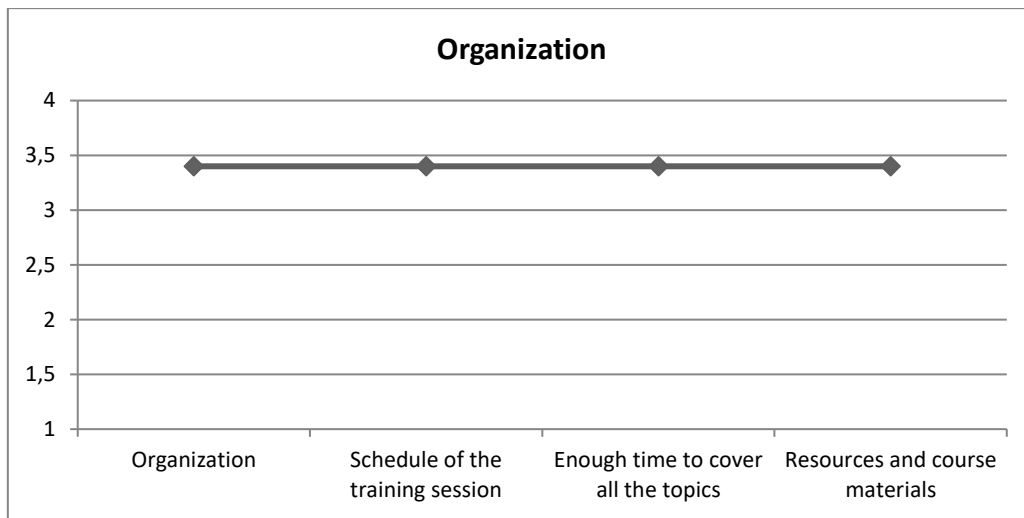 Organization
4
3,5
3
2,5
2
1,5
1
Organization
Schedule of the
training session
Enough time to cover
all the topics
Resources and course
materials